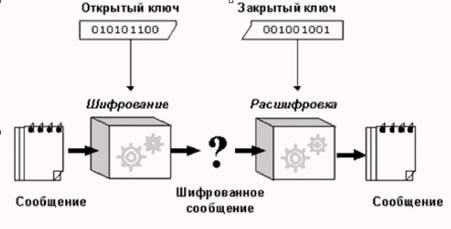 Открытый ключ
Закрытый ключ
010101100
001001001
Шифрование
Расшифровка
?
Шифрованное
сообщение
Сообщение
Сообщение